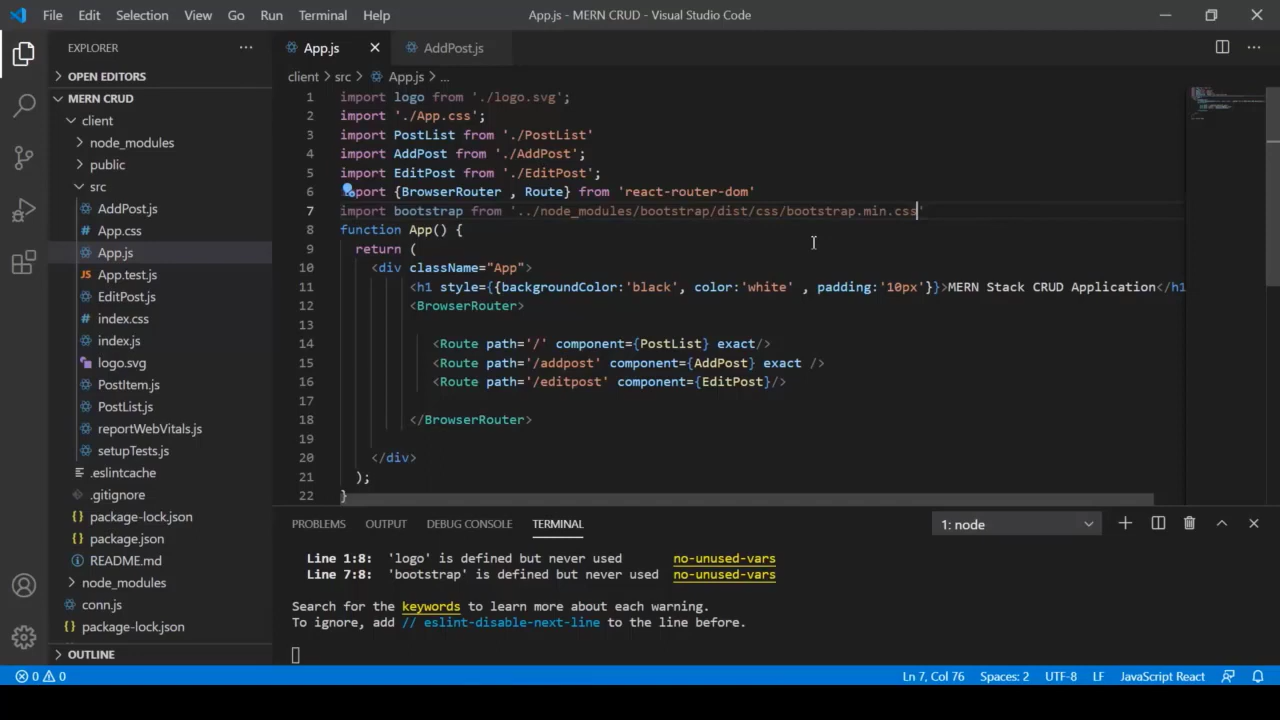 File Edit Selection View Go Run Terminal Help App.js - MERN CRUD - Visual Studio Code
EXPLORER
OPEN EDITORS
MERN CRUD
client
node_modules
public
src
AddPost.js
App.css
App.js
App.test.js
EditPost.js
index.css
index.js
logo.svg
PostItem.js
PostList.js
reportWebVitals.js
setupTests.js
.eslintcache
.gitignore
package-lock.json
package.json
README.md
node_modules
conn.js
package-lock.json
OUTLINE
App.js AddPost.js
client > src > App.js > ...
1 import logo from './logo.svg';
2 import './App.css';
3 import PostList from './PostList'
4 import AddPost from './AddPost';
5 import EditPost from './EditPost';
6 import {BrowserRouter , Route} from 'react-router-dom'
7 import bootstrap from '../node_modules/bootstrap/dist/css/bootstrap.min.css'
8 function App() {
9 return (
10 <div className="App">
11 <h1 style={{backgroundColor:'black', color:'white' , padding:'10px'}}>MERN Stack CRUD Application</h1
12 <BrowserRouter>
13
14 <Route path='/' component={PostList} exact/>
15 <Route path='/addpost' component={AddPost} exact />
16 <Route path='/editpost' component={EditPost}/>
17
18 </BrowserRouter>
19
20 </div>
21 );
22 }
PROBLEMS OUTPUT DEBUG CONSOLE TERMINAL 1: node
Line 1:8: 'logo' is defined but never used no-unused-vars
Line 7:8: 'bootstrap' is defined but never used no-unused-vars
Search for the keywords to learn more about each warning.
To ignore, add // eslint-disable-next-line to the line before.
0 0 Ln 7, Col 76 Spaces: 2 UTF-8 LF JavaScript React